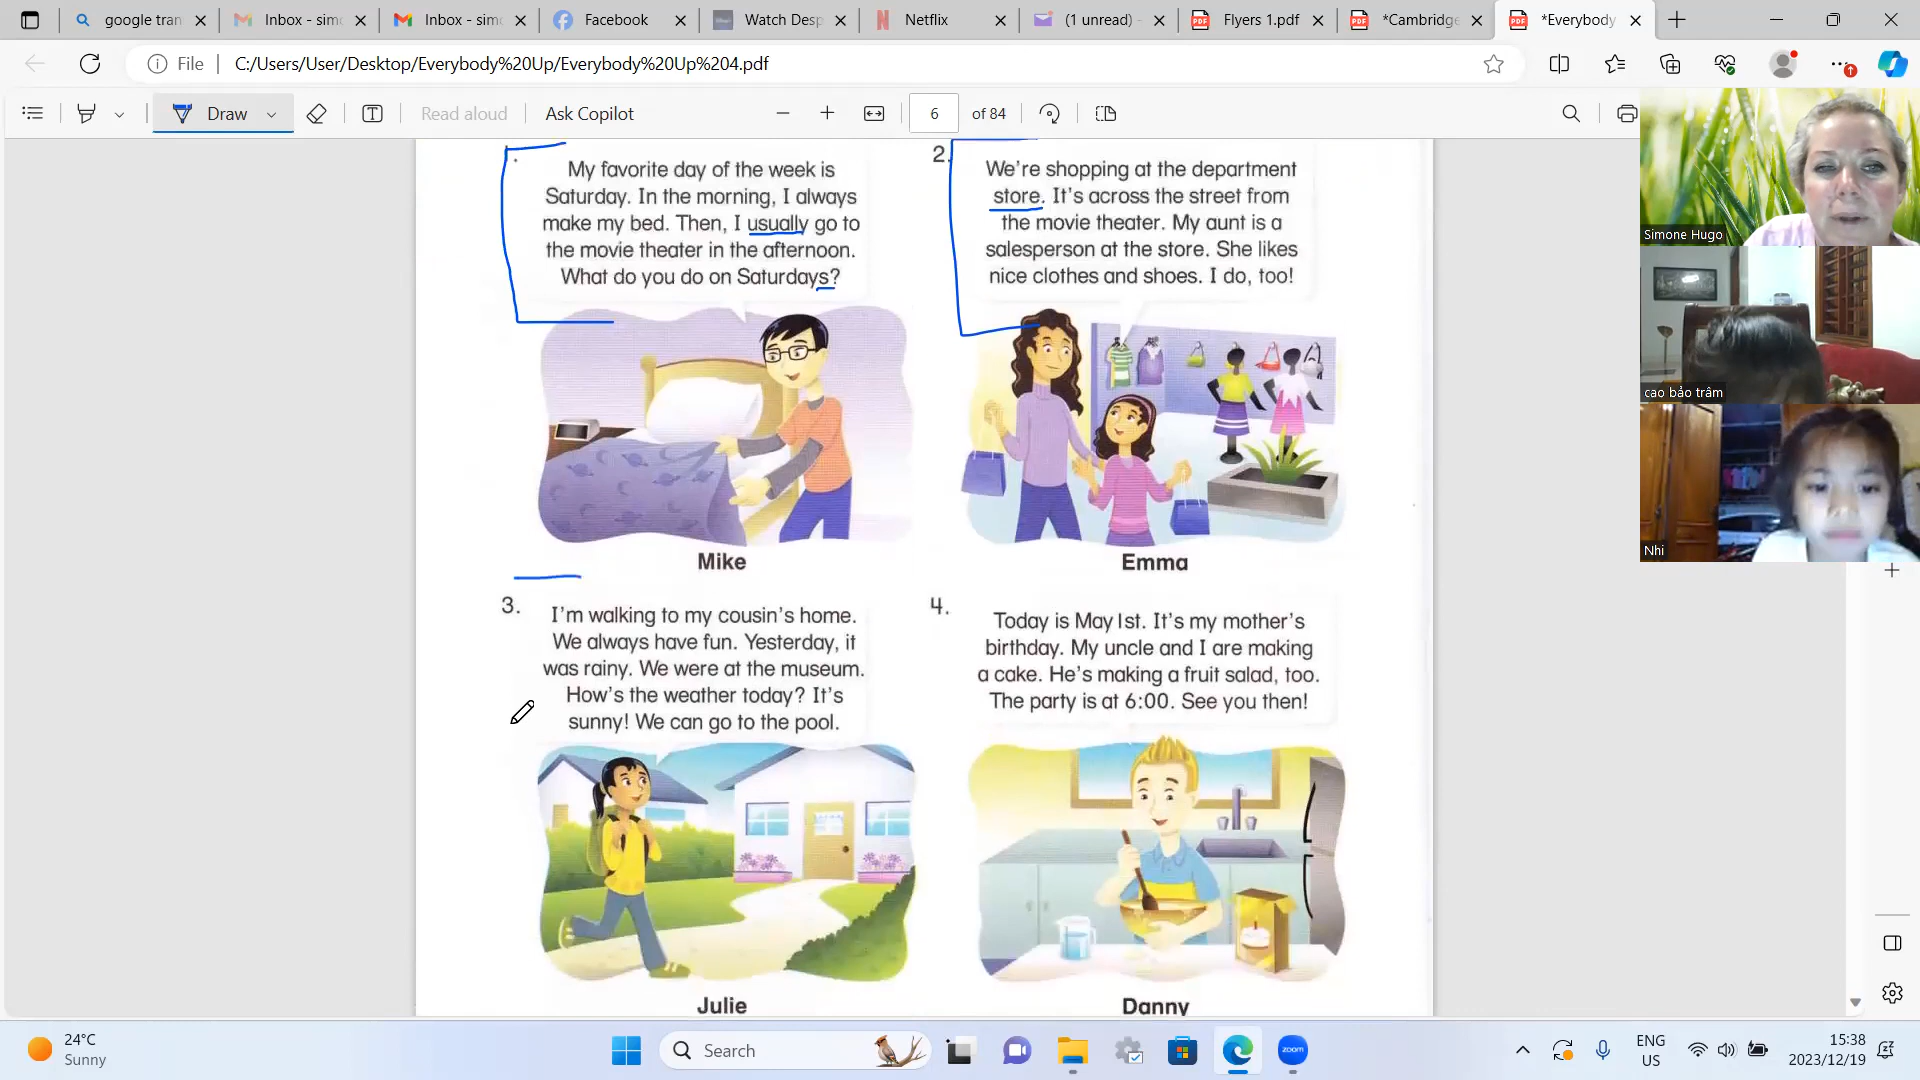 google tran
Inbox - simo
Inbox - simo
Facebook
Watch Desp
Netflix
(1 unread) -
Flyers 1.pdf
*Cambridge
*Everybody
File
C:/Users/User/Desktop/Everybody%20Up/Everybody%20Up%204.pdf
Draw
Read aloud
Ask Copilot
6
of 84
My favorite day of the week is
Saturday. In the morning, I always
make my bed. Then, I usually go to
the movie theater in the afternoon.
What do you do on Saturdays?
Mike
2.
We're shopping at the department
store. It's across the street from
the movie theater. My aunt is a
salesperson at the store. She likes
nice clothes and shoes. I do, too!
Emma
3.
I'm walking to my cousin's home.
We always have fun. Yesterday, it
was rainy. We were at the museum.
How's the weather today? It's
sunny! We can go to the pool.
Julie
4.
Today is May 1st. It's my mother's
birthday. My uncle and I are making
a cake. He's making a fruit salad, too.
The party is at 6:00. See you then!
Danny
Simone Hugo
cao bảo trâm
Nhi
24°C
Sunny
Search
zoom
ENG
US
15:38
2023/12/19